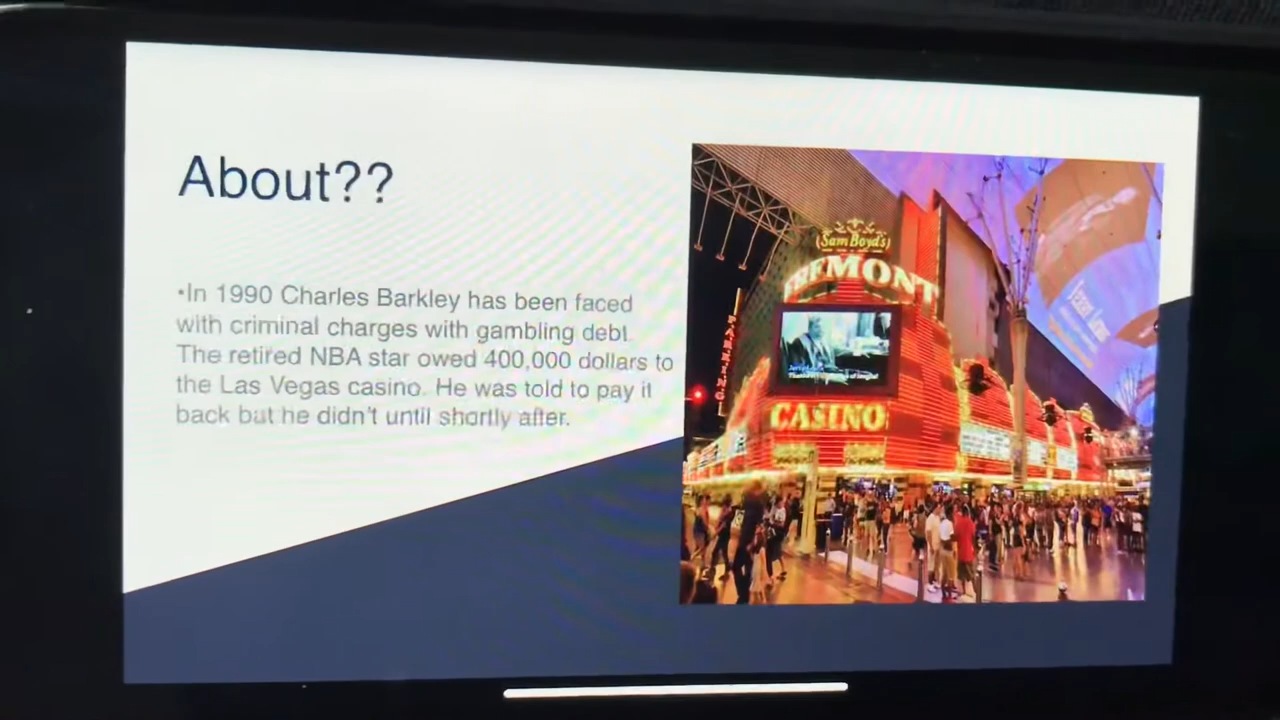 About??
•In 1990 Charles Barkley has been faced
with criminal charges with gambling debt.
The retired NBA star owed 400,000 dollars to
the Las Vegas casino. He was told to pay it
back but he didn't until shortly after.
Sam Boyd's
FREMONT
PARKING
CASINO